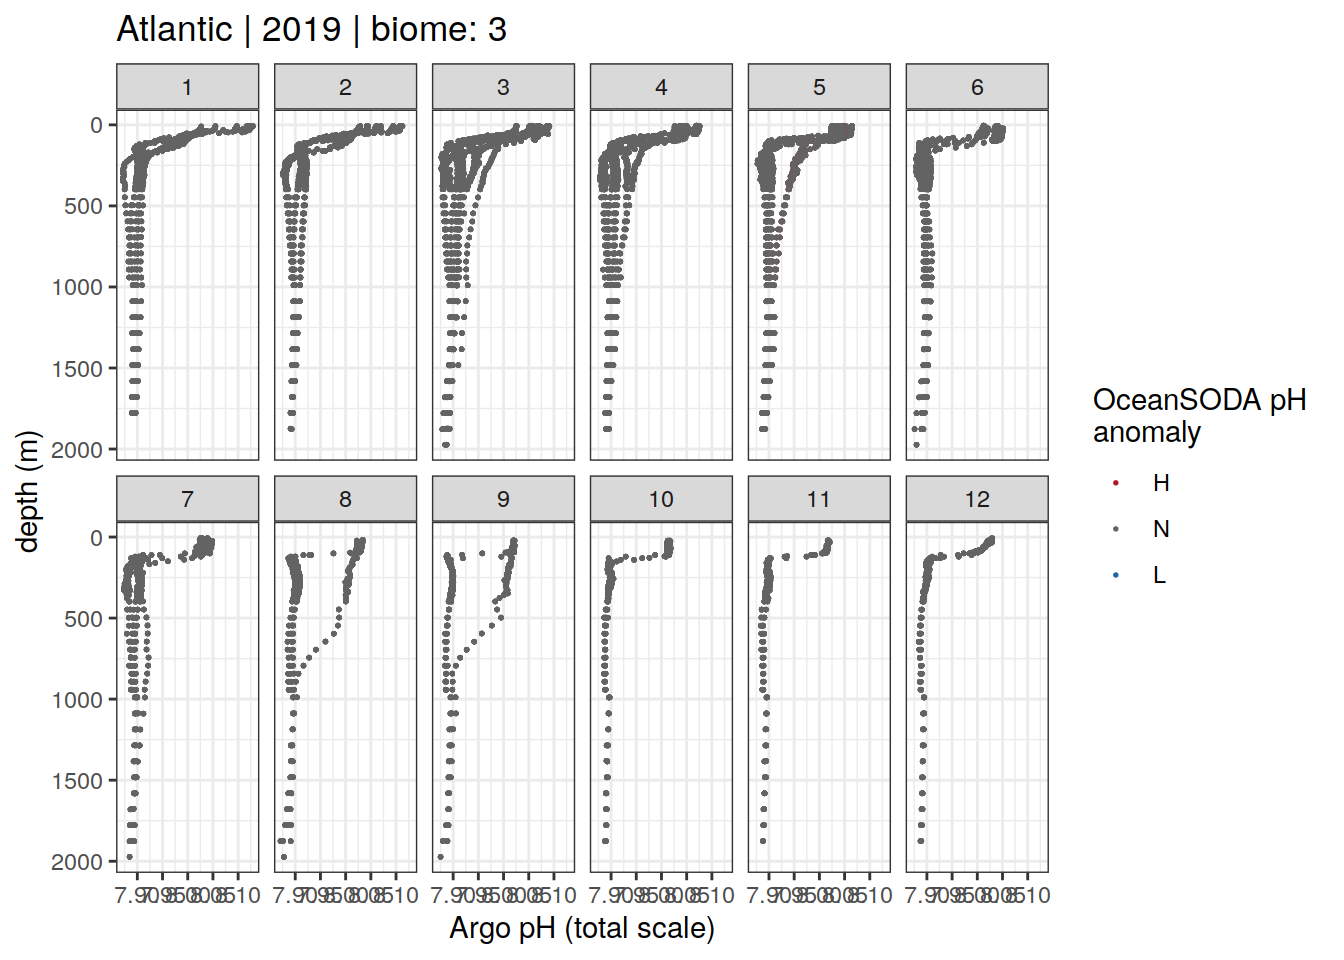 Atlantic | 2019 | biome: 3
1 2 3 4 5 6
0
500
1000
1500
2000
7 8 9 10 11 12
0
500
1000
1500
2000
depth (m)
Argo pH (total scale)
OceanSODA pH
anomaly
H
N
L